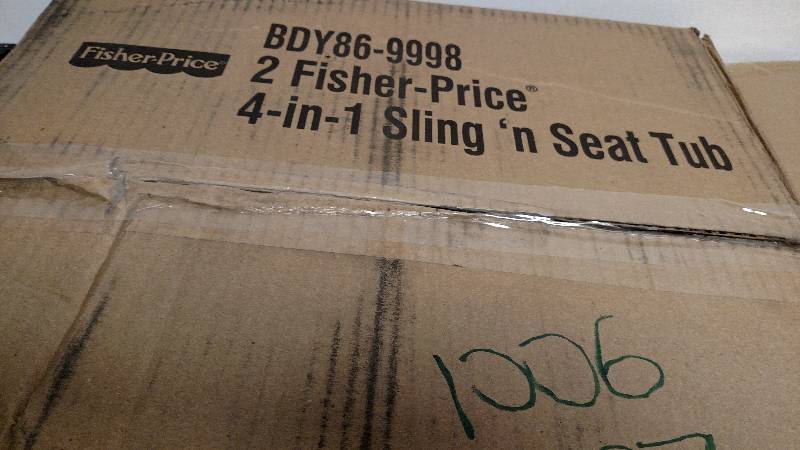 Fisher-Price
BDY86-9998
2 Fisher-Price®
4-in-1 Sling 'n Seat Tub
1006